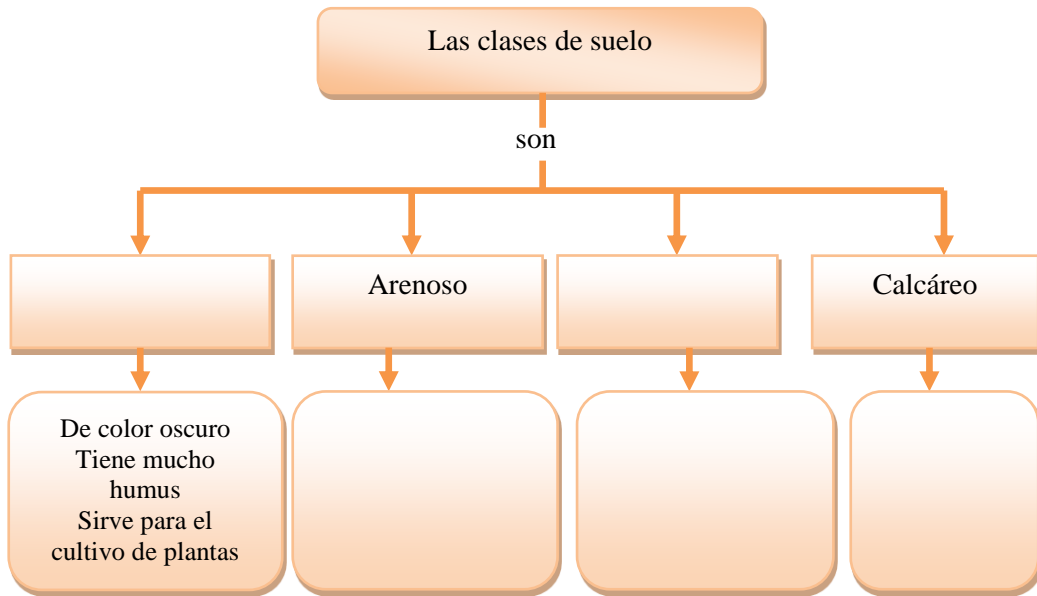 Las clases de suelo
son
Arenoso
Calcáreo
De color oscuro
Tiene mucho
humus
Sirve para el
cultivo de plantas